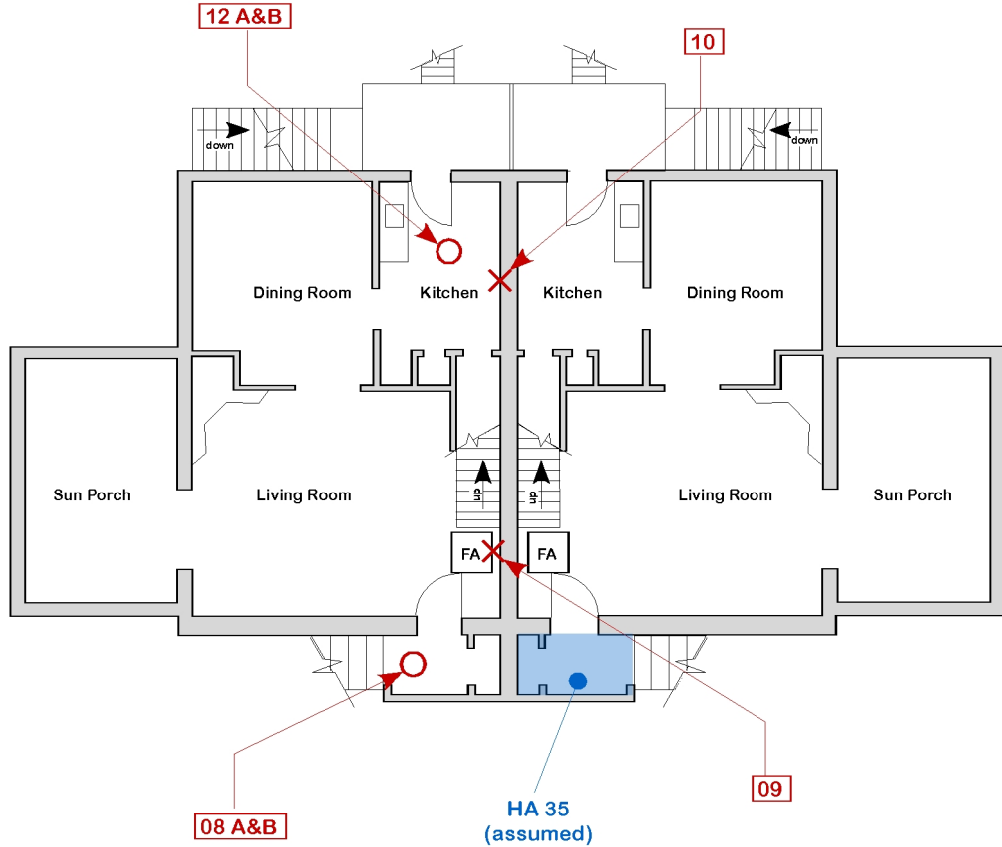 12 A&B
10
down
down
Dining Room
Kitchen
Kitchen
Dining Room
Sun Porch
Living Room
up
up
Living Room
Sun Porch
FA
FA
09
08 A&B
HA 35
(assumed)